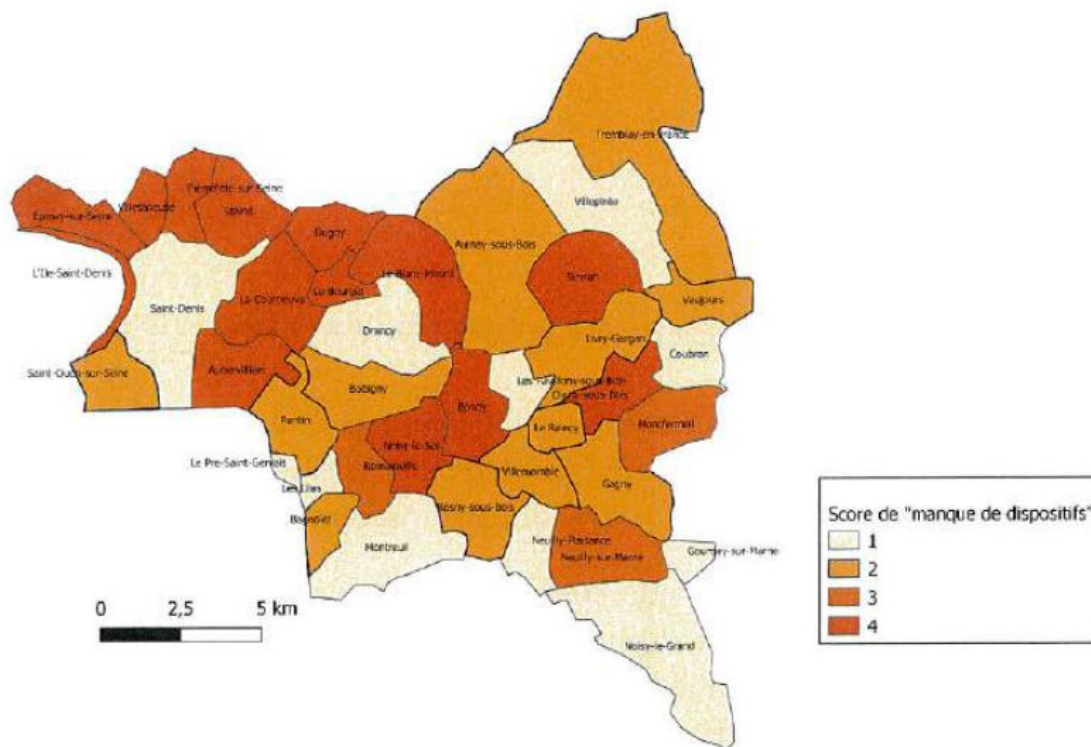 Tremblay-en-France
Villepinte
Pierrefitte-sur-Seine
Villetaneuse
Stains
Epinay-sur-Seine
Dugny
Aulnay-sous-Bois
L'Ile-Saint-Denis
Le Blanc-Mesnil
Sevran
Le Bourget
La Courneuve
Vaujours
Saint-Denis
Drancy
Livry-Gargan
Coubron
Saint-Ouen-sur-Seine
Aubervilliers
Les Pavillons-sous-Bois
Bobigny
Clichy-sous-Bois
Bondy
Pantin
Le Raincy
Montfermeil
Noisy-le-Sec
Le Pre-Saint-Gervais
Romainville
Villemomble
Gagny
Les Lilas
Rosny-sous-bois
Bagnolet
Montreuil
Neuilly-Plaisance
Gournay-sur-Marne
Neuilly-sur-Marne
Noisy-le-Grand
0 2,5 5 km
Score de "manque de dispositifs"
1
2
3
4